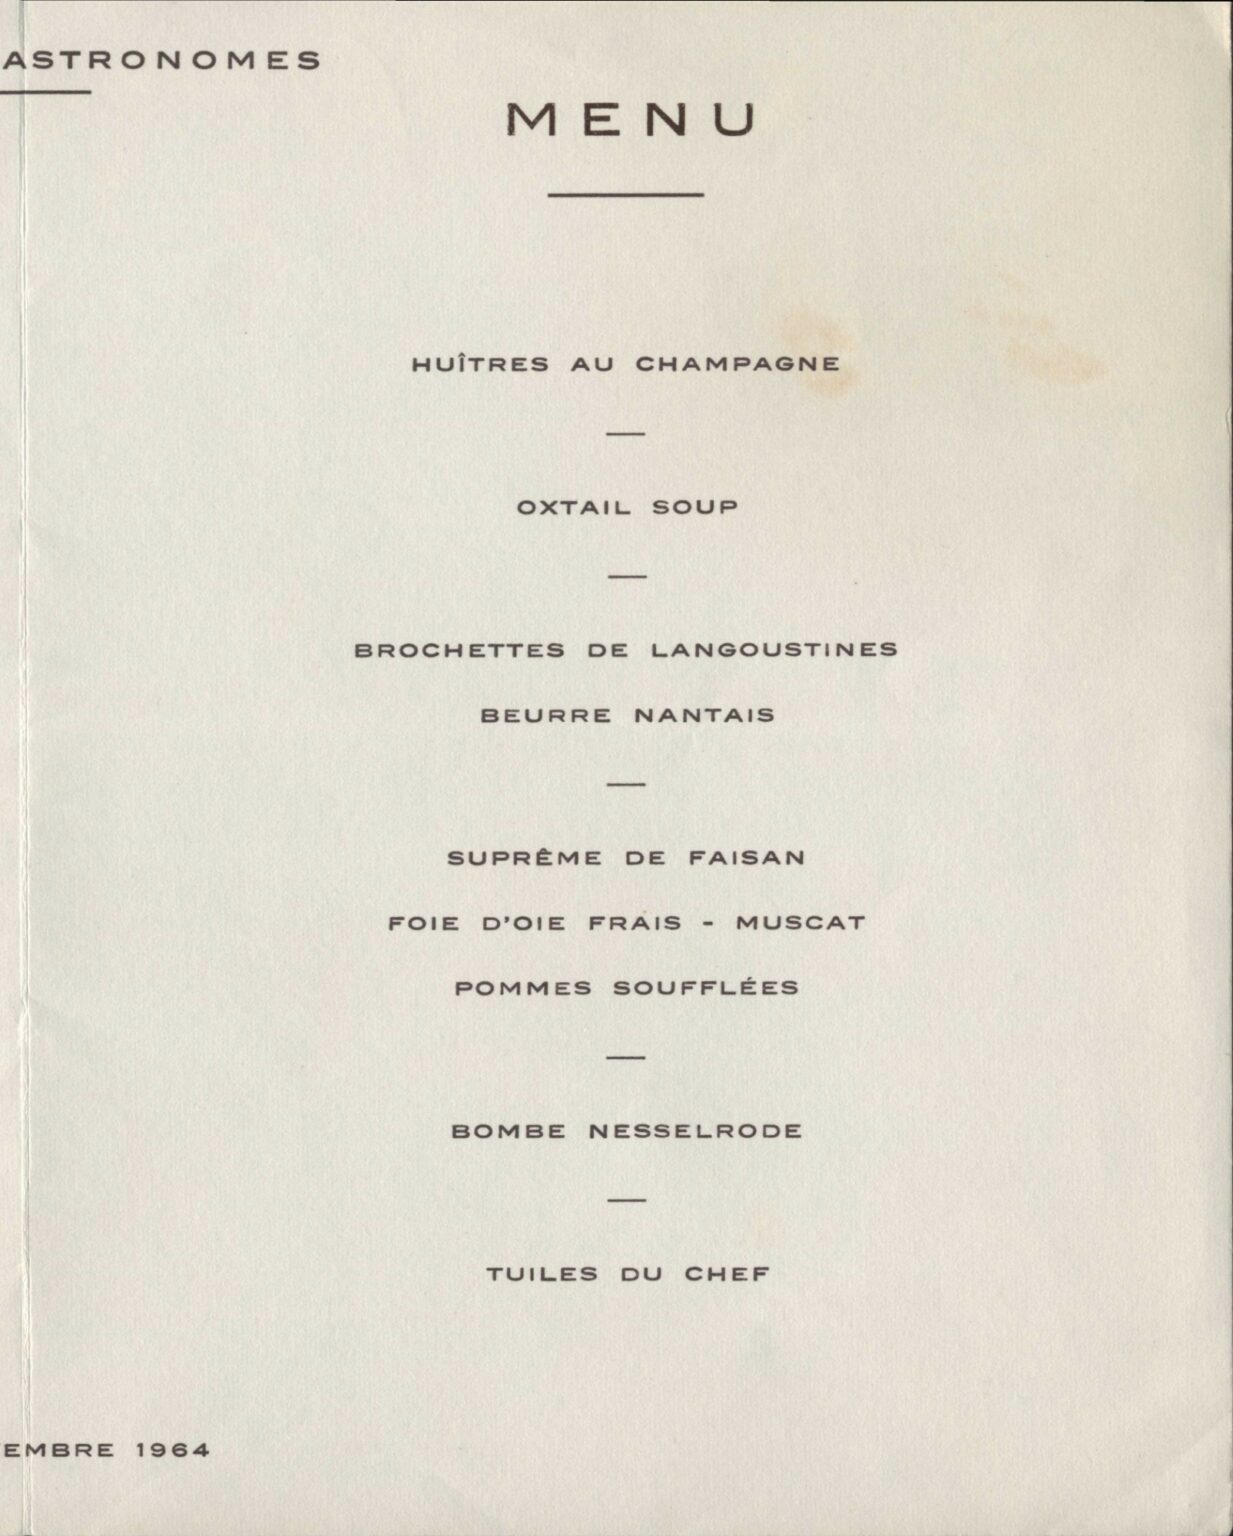 ASTRONOMES
MENU
HUÎTRES AU CHAMPAGNE
—
OXTAIL SOUP
—
BROCHETTES DE LANGOUSTINES
BEURRE NANTAIS
—
SUPRÊME DE FAISAN
FOIE D'OIE FRAIS - MUSCAT
POMMES SOUFFLÉES
—
BOMBE NESSELRODE
—
TUILES DU CHEF
EMBRE 1964